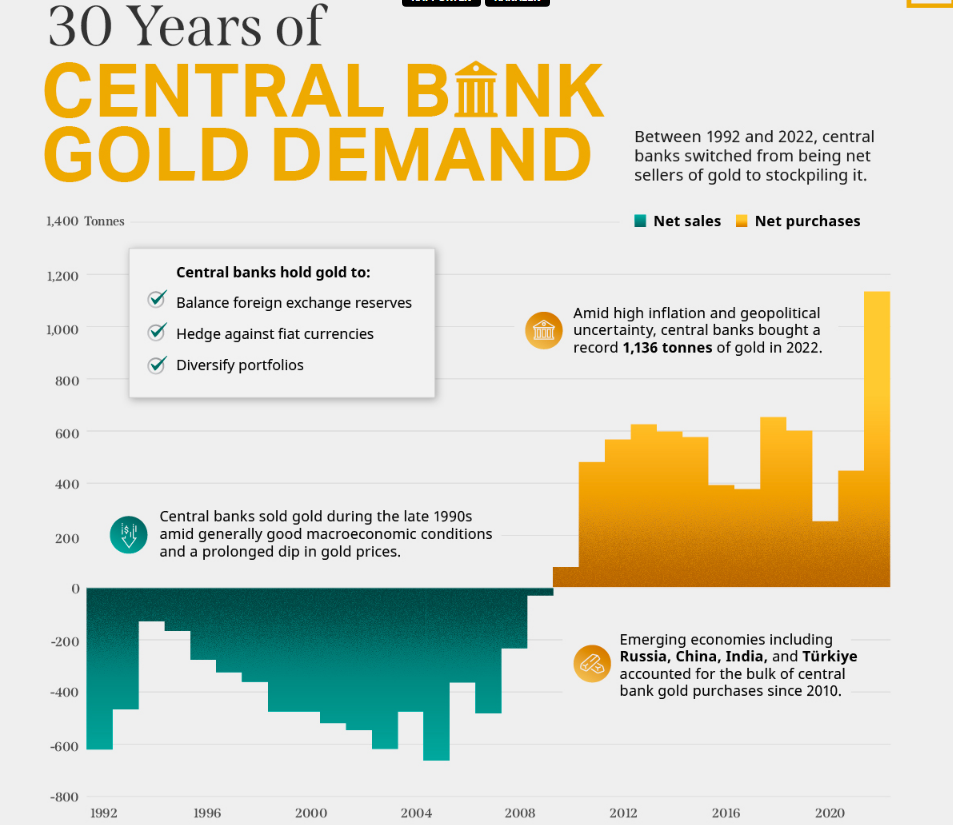 30 Years of
CENTRAL BANK
GOLD DEMAND
Between 1992 and 2022, central
banks switched from being net
sellers of gold to stockpiling it.
1,400 Tonnes
Net sales
Net purchases
1,200
1,000
800
600
400
200
0
-200
-400
-600
-800
Central banks hold gold to:
Balance foreign exchange reserves
Hedge against fiat currencies
Diversify portfolios
Amid high inflation and geopolitical
uncertainty, central banks bought a
record 1,136 tonnes of gold in 2022.
Central banks sold gold during the late 1990s
amid generally good macroeconomic conditions
and a prolonged dip in gold prices.
$
Emerging economies including
Russia, China, India, and Türkiye
accounted for the bulk of central
bank gold purchases since 2010.
1992 1996 2000 2004 2008 2012 2016 2020